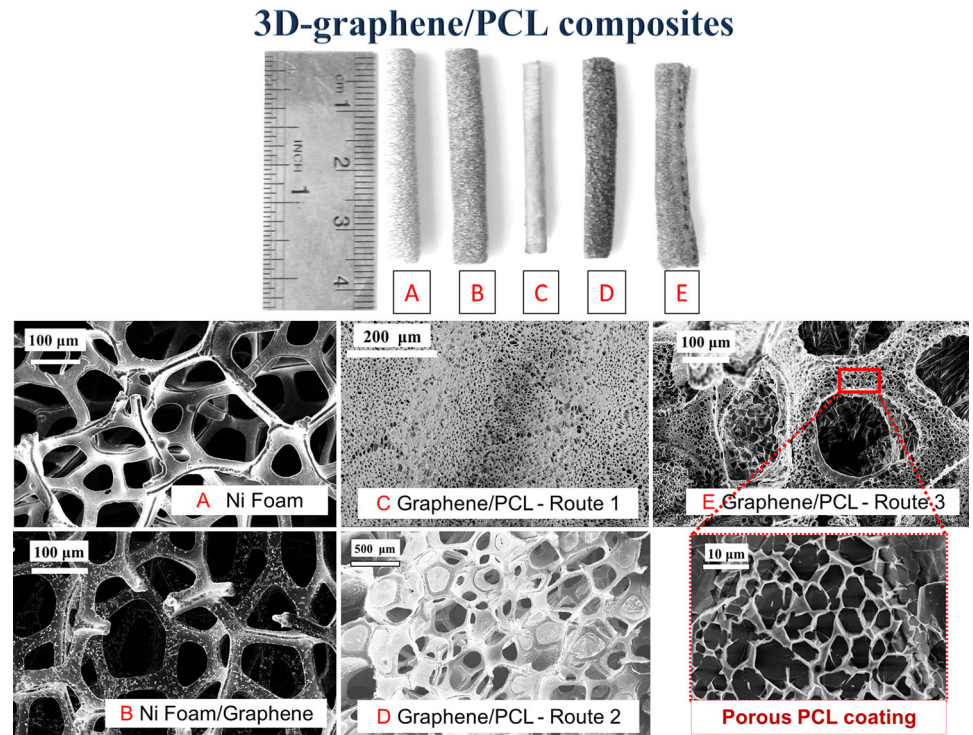 3D-graphene/PCL composites
cm 1
INCH
2
1
3
4
A
B
C
D
E
100 μm
A Ni Foam
200 μm
C Graphene/PCL - Route 1
100 μm
E Graphene/PCL - Route 3
100 μm
B Ni Foam/Graphene
500 μm
D Graphene/PCL - Route 2
10 μm
Porous PCL coating